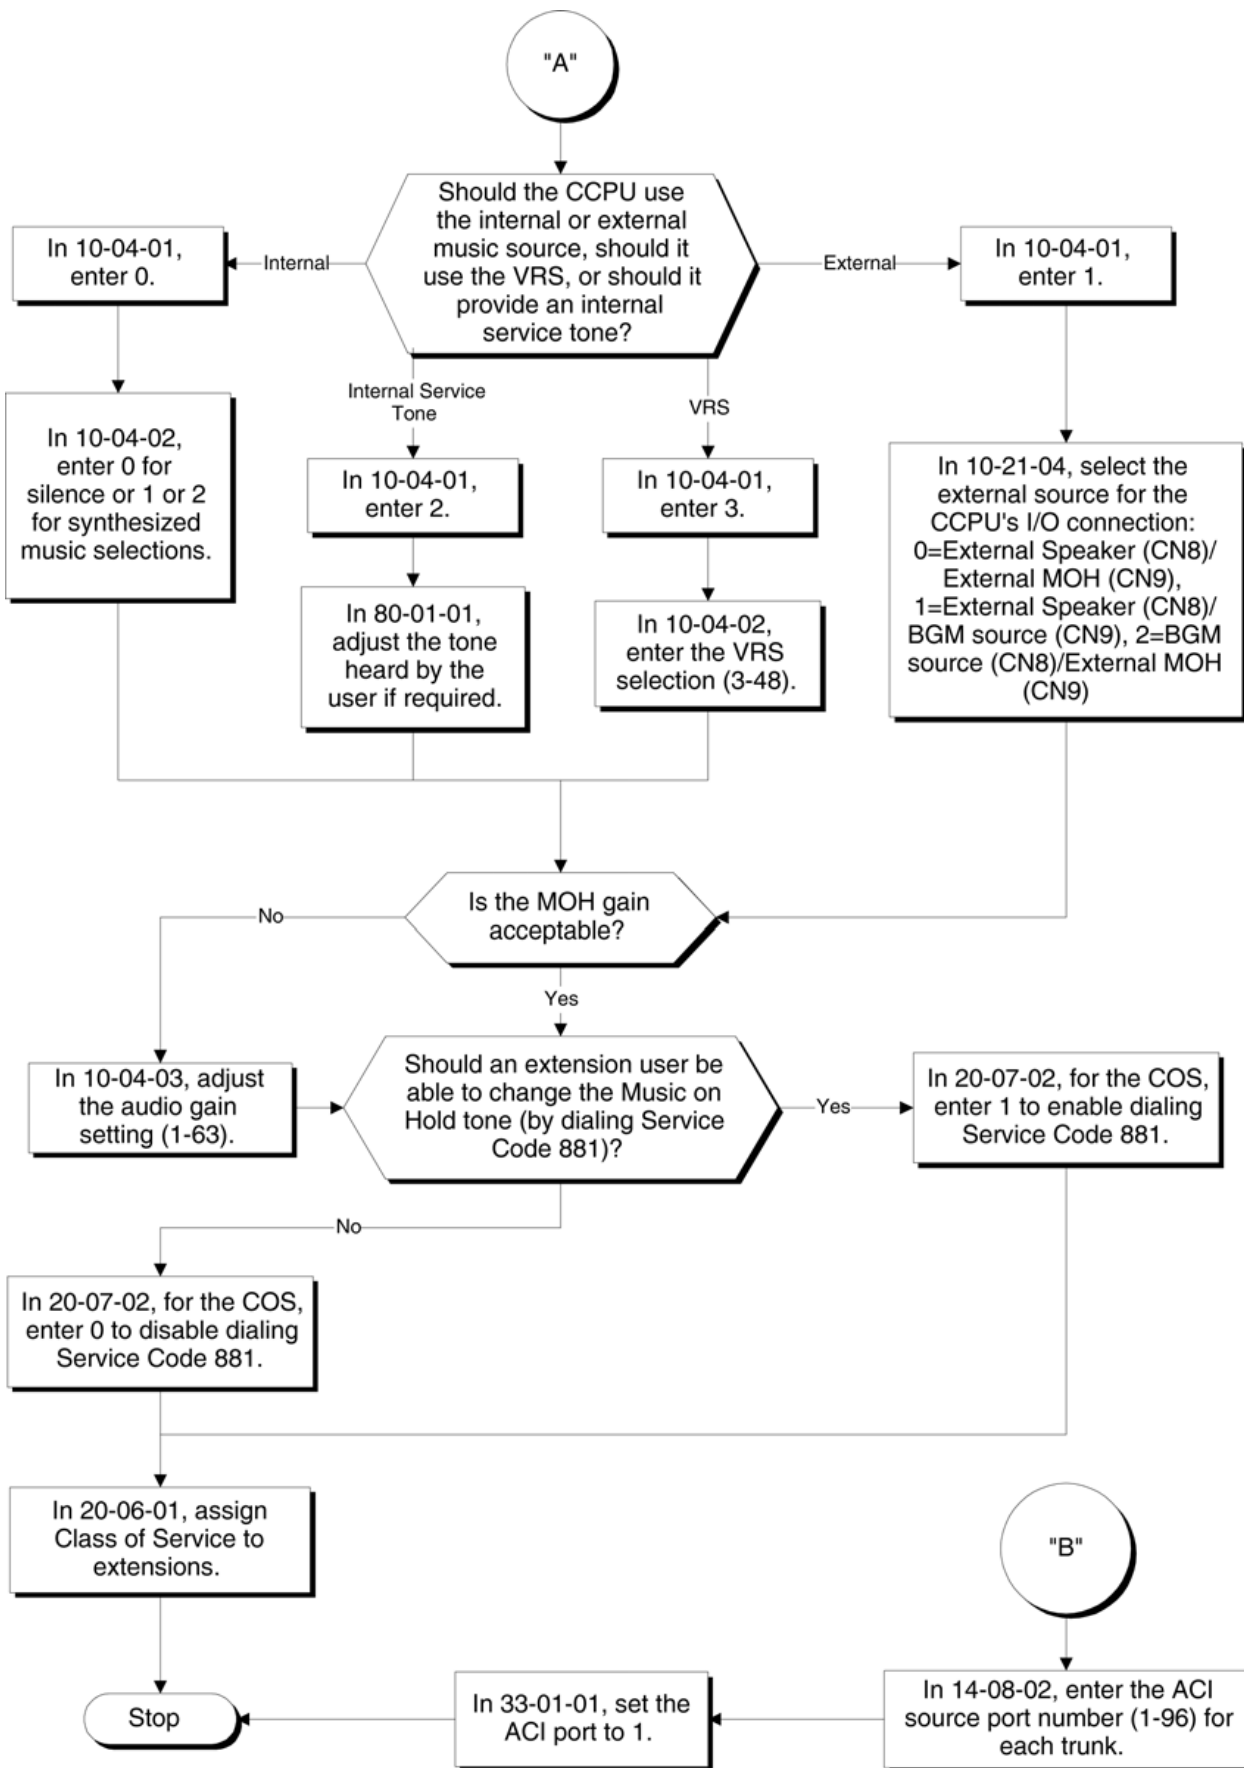 "A"
Should the CCPU use
the internal or external
music source, should it
use the VRS, or should it
provide an internal
service tone?
Internal
In 10-04-01,
enter 0.
External
In 10-04-01,
enter 1.
Internal Service
Tone
VRS
In 10-04-02,
enter 0 for
silence or 1 or 2
for synthesized
music selections.
In 10-04-01,
enter 2.
In 10-04-01,
enter 3.
In 10-21-04, select the
external source for the
CCPU's I/O connection:
0=External Speaker (CN8)/
External MOH (CN9),
1=External Speaker (CN8)/
BGM source (CN9), 2=BGM
source (CN8)/External MOH
(CN9)
In 80-01-01,
adjust the tone
heard by the
user if required.
In 10-04-02,
enter the VRS
selection (3-48).
Is the MOH gain
acceptable?
No
Yes
In 10-04-03, adjust
the audio gain
setting (1-63).
Should an extension user be
able to change the Music on
Hold tone (by dialing Service
Code 881)?
Yes
In 20-07-02, for the COS,
enter 1 to enable dialing
Service Code 881.
No
In 20-07-02, for the COS,
enter 0 to disable dialing
Service Code 881.
In 20-06-01, assign
Class of Service to
extensions.
"B"
Stop
In 33-01-01, set the
ACI port to 1.
In 14-08-02, enter the ACI
source port number (1-96) for
each trunk.